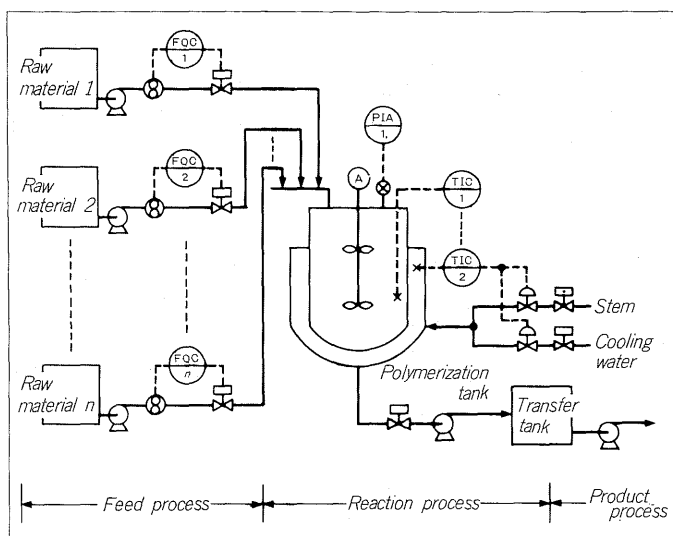 Raw
material 1
FQC
1
Raw
material 2
FQC
2
Raw
material n
FQC
n
PIA
1.
A
TIC
1
TIC
2
Stem
Cooling
water
Polymerization
tank
Transfer
tank
Feed process
Reaction process
Product
process